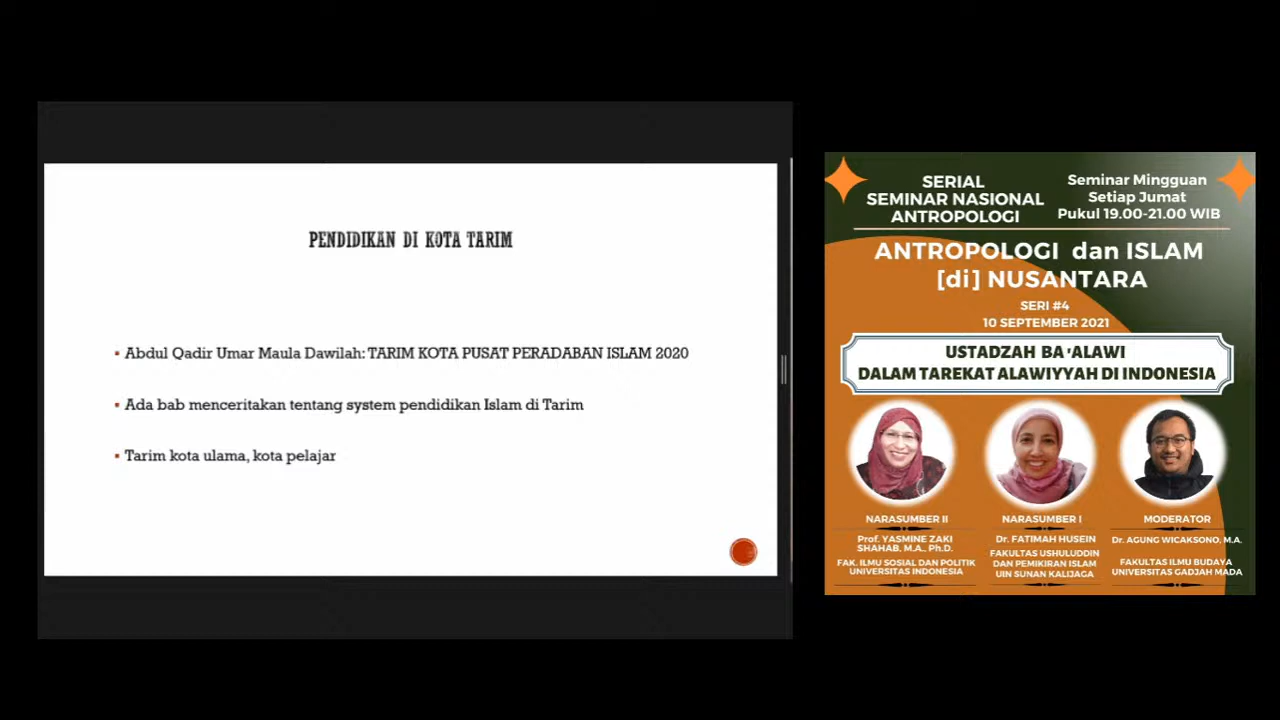 PENDIDIKAN DI KOTA TARIM
▪ Abdul Qadir Umar Maula Dawilah: TARIM KOTA PUSAT PERADABAN ISLAM 2020
▪ Ada bab menceritakan tentang system pendidikan Islam di Tarim
▪ Tarim kota ulama, kota pelajar
SERIAL
SEMINAR NASIONAL
ANTROPOLOGI
Seminar Mingguan
Setiap Jumat
Pukul 19.00-21.00 WIB
ANTROPOLOGI dan ISLAM
[di] NUSANTARA
SERI #4
10 SEPTEMBER 2021
USTADZAH BA 'ALAWI
DALAM TAREKAT ALAWIYYAH DI INDONESIA
NARASUMBER II
Prof. YASMINE ZAKI
SHAHAB, M.A., Ph.D.
FAK. ILMU SOSIAL DAN POLITIK
UNIVERSITAS INDONESIA
NARASUMBER I
Dr. FATIMAH HUSEIN
FAKULTAS USHULUDDIN
DAN PEMIKIRAN ISLAM
UIN SUNAN KALIJAGA
MODERATOR
Dr. AGUNG WICAKSONO, M.A.
FAKULTAS ILMU BUDAYA
UNIVERSITAS GADJAH MADA